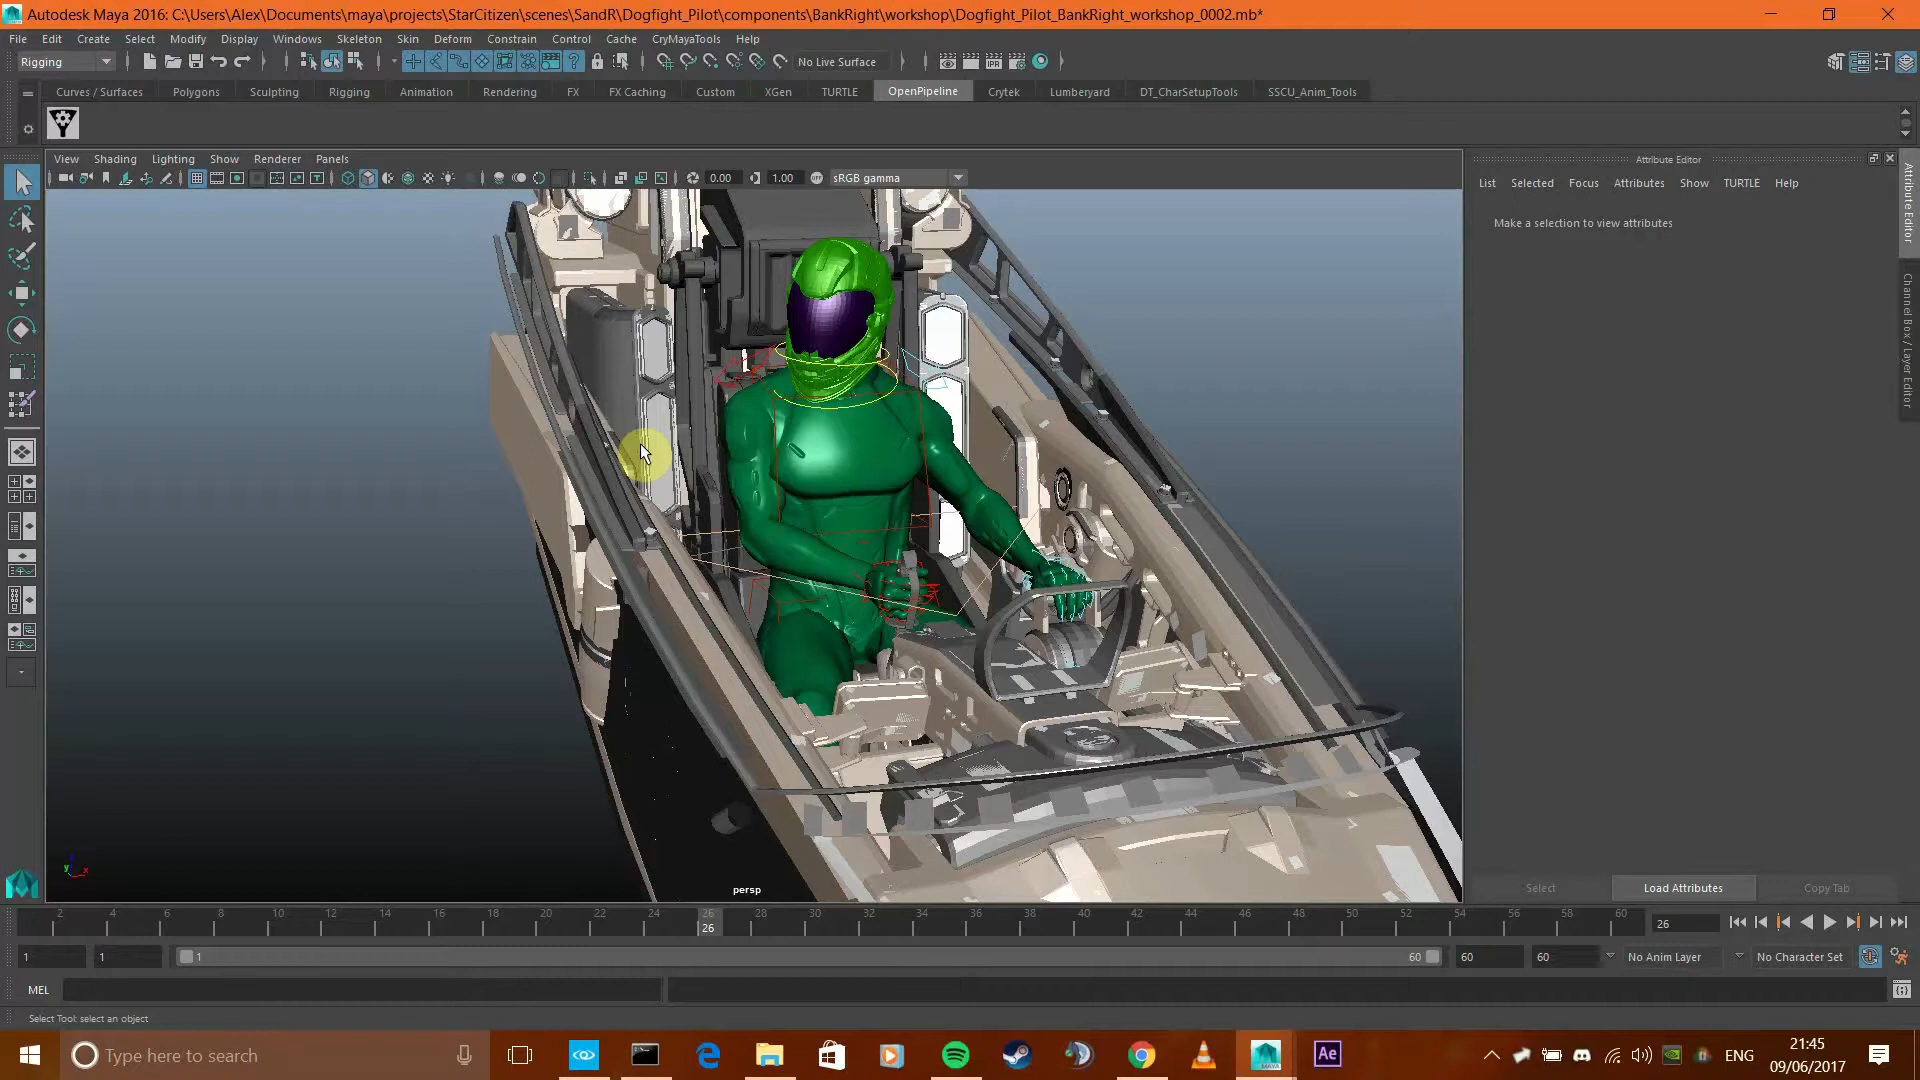 Autodesk Maya 2016: C:\Users\Alex\Documents\maya\projects\StarCitizen\scenes\SandR\Dogfight_Pilot\components\BankRight\workshop\Dogfight_Pilot_BankRight_workshop_0002.mb*
File Edit Create Select Modify Display Windows Skeleton Skin Deform Constrain Control Cache CryMayaTools Help
Rigging No Live Surface
Curves / Surfaces Polygons Sculpting Rigging Animation Rendering FX FX Caching Custom XGen TURTLE OpenPipeline Crytek Lumberyard DT_CharSetupTools SSCU_Anim_Tools
View Shading Lighting Show Renderer Panels
0.00 1.00 sRGB gamma
Attribute Editor
List Selected Focus Attributes Show TURTLE Help
Make a selection to view attributes
Attribute Editor
Channel Box / Layer Editor
persp
Select Load Attributes Copy Tab
2 4 6 8 10 12 14 16 18 20 22 24 26 28 30 32 34 36 38 40 42 44 46 48 50 52 54 56 58 60
26 26
1 1 1 60 60 60 No Anim Layer No Character Set
MEL
Select Tool: select an object
Type here to search
Ae
ENG
21:45
09/06/2017